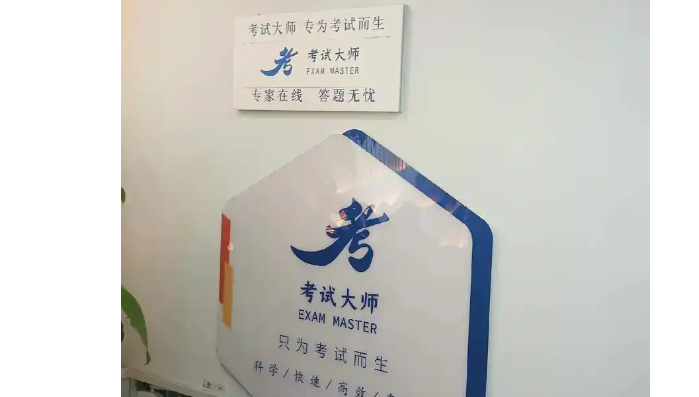 考试大师 专为考试而生
考 考试大师
EXAM MASTER
专家在线 答题无忧
考
考试大师
EXAM MASTER
只为考试而生
科学/快速/高效/